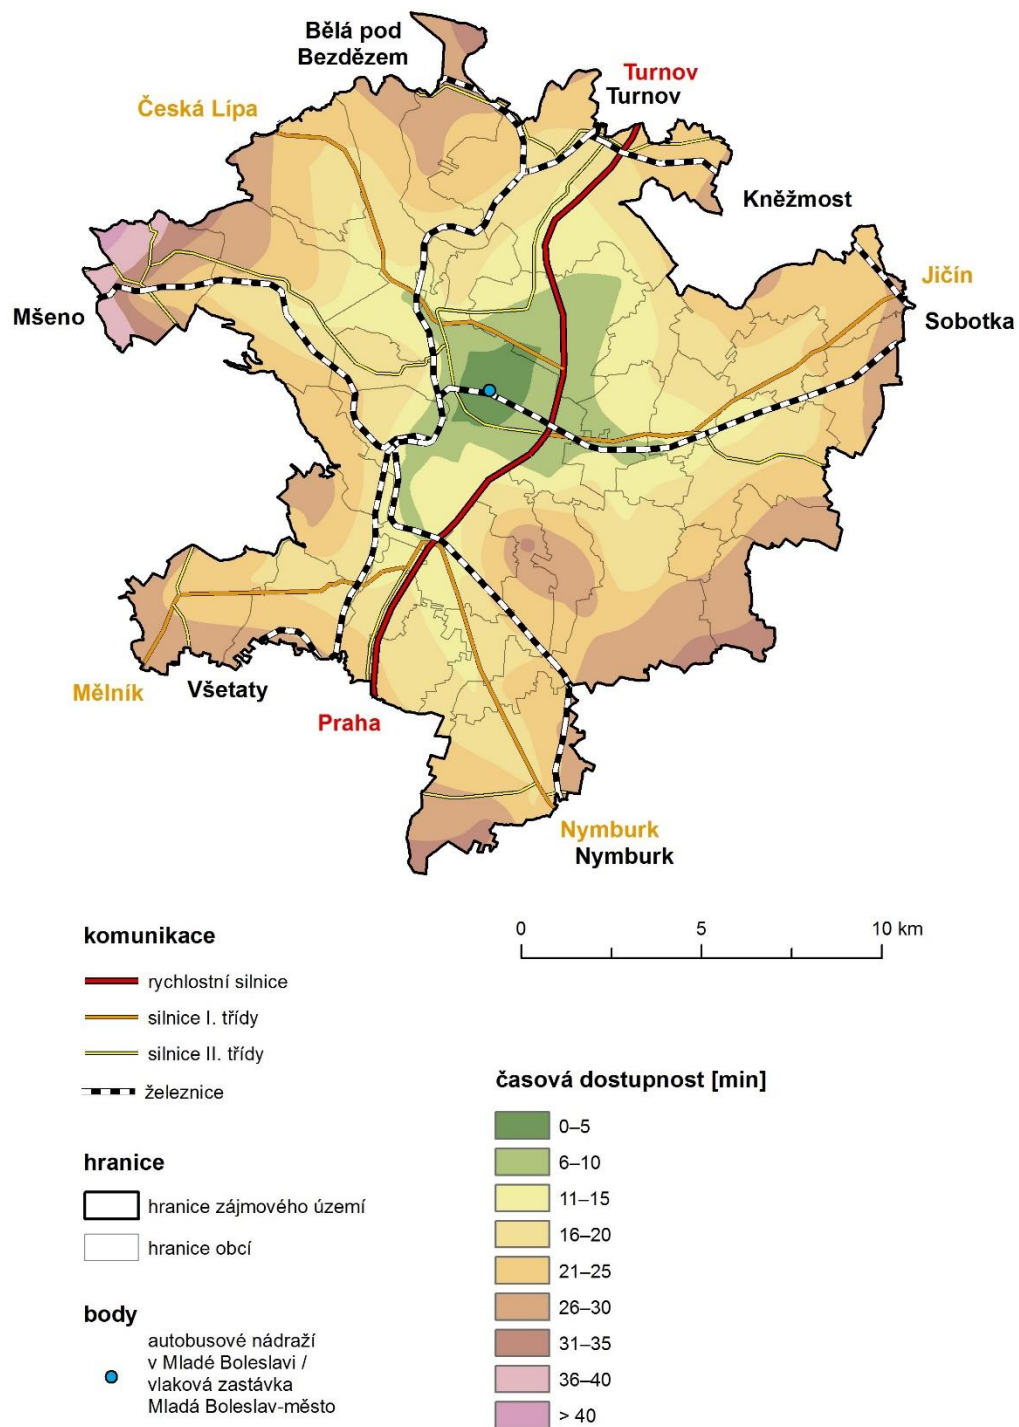 Bělá pod
Bezdězem
Turnov
Turnov
Česká Lípa
Kněžmost
Jičín
Mšeno
Sobotka
Mělník
Všetaty
Praha
Nymburk
Nymburk
komunikace
rychlostní silnice
silnice I. třídy
silnice II. třídy
železnice
hranice
hranice zájmového území
hranice obcí
body
autobusové nádraží
v Mladé Boleslavi /
vlaková zastávka
Mladá Boleslav-město
0 5 10 km
časová dostupnost [min]
0–5
6–10
11–15
16–20
21–25
26–30
31–35
36–40
> 40